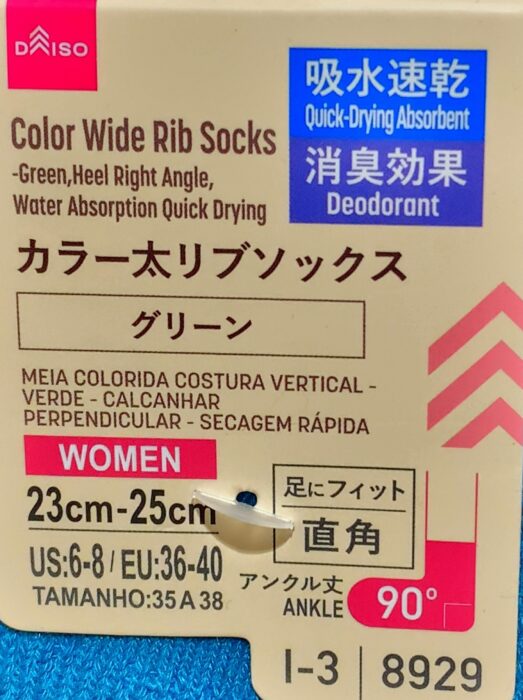 DAISO
吸水速乾
Quick-Drying Absorbent
消臭効果
Deodorant
Color Wide Rib Socks
-Green,Heel Right Angle,
Water Absorption Quick Drying
カラー太リブソックス
グリーン
MEIA COLORIDA COSTURA VERTICAL -
VERDE - CALCANHAR
PERPENDICULAR - SECAGEM RÁPIDA
WOMEN
23cm-25cm
US:6-8/EU:36-40
TAMANHO:35 A 38
足にフィット
直角
アンクル丈
ANKLE
90°
I-3
8929